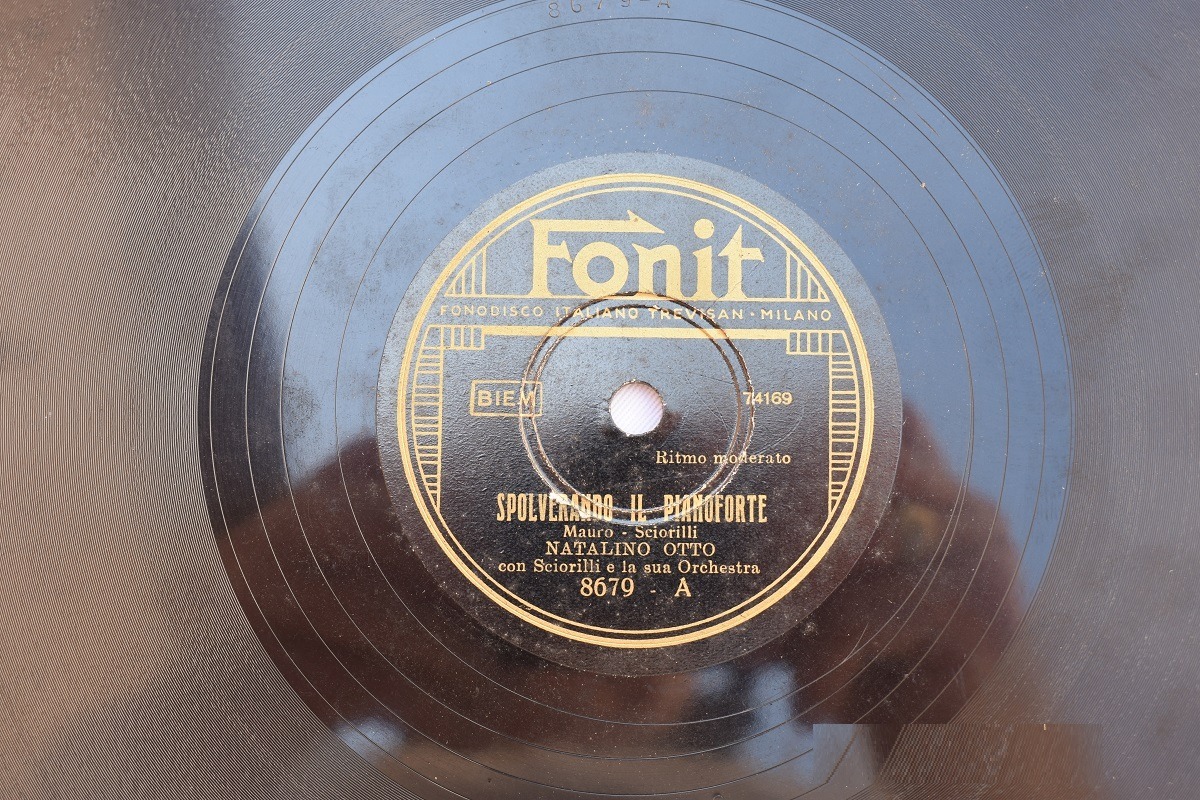 8679-A
Fonit
FONODISCO ITALIANO TREVISAN · MILANO
BIEM
74169
Ritmo moderato
SPOLVERANDO IL PIANOFORTE
Mauro - Sciorilli
NATALINO OTTO
con Sciorilli e la sua Orchestra
8679 - A